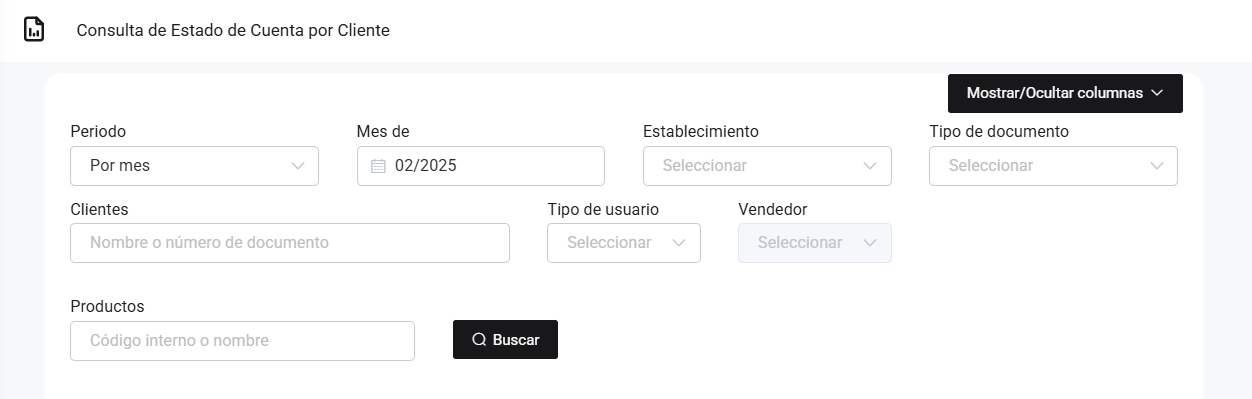 Consulta de Estado de Cuenta por Cliente
Mostrar/Ocultar columnas
Periodo
Mes de
Establecimiento
Tipo de documento
Por mes
02/2025
Seleccionar
Seleccionar
Clientes
Tipo de usuario
Vendedor
Nombre o número de documento
Seleccionar
Seleccionar
Productos
Código interno o nombre
Buscar